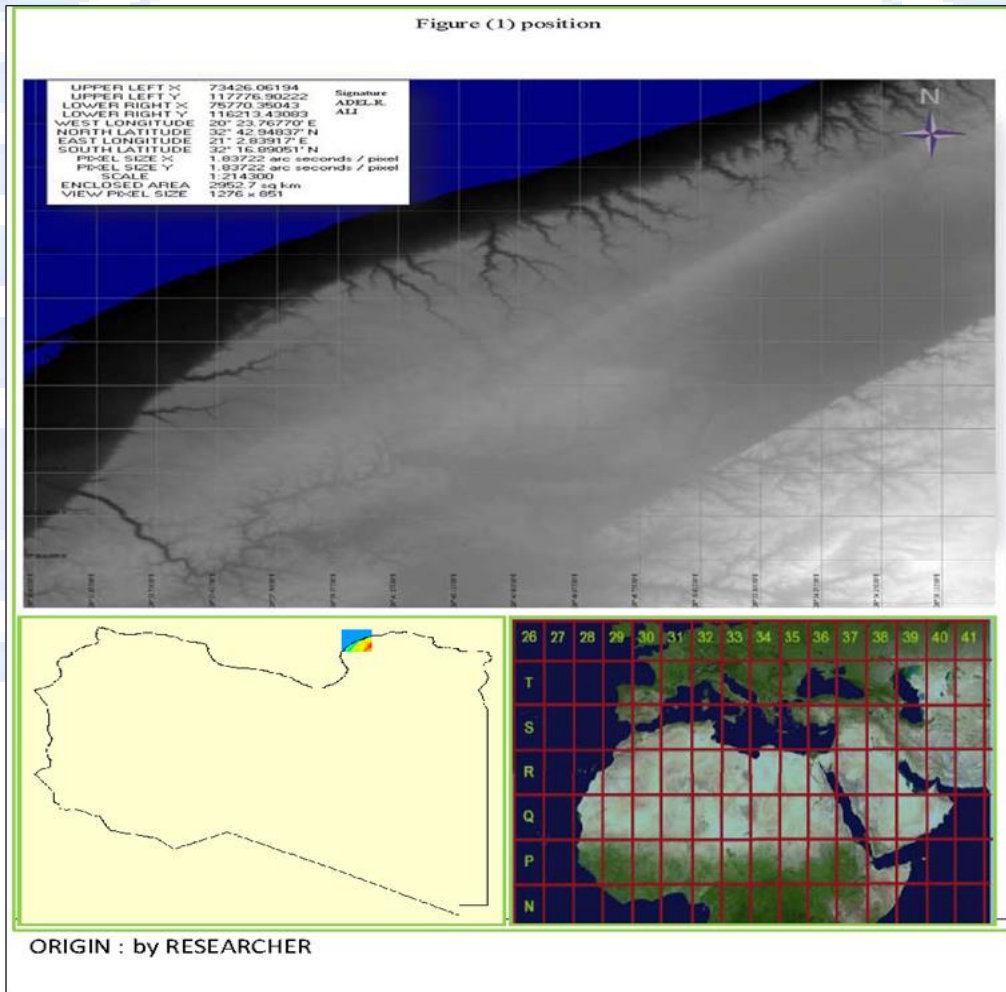 Figure (1) position
UPPER LEFT X 73426.06194
UPPER LEFT Y 117776.90222
LOWER RIGHT X 75770.35043
LOWER RIGHT Y 116213.43083
WEST LONGITUDE 20° 23.76770' E
NORTH LATITUDE 32° 42.94837' N
EAST LONGITUDE 21° 2.83917' E
SOUTH LATITUDE 32° 16.89051' N
PIXEL SIZE X 1.83722 arc seconds / pixel
PIXEL SIZE Y 1.83722 arc seconds / pixel
SCALE 1:214300
ENCLOSED AREA 2952.7 sq km
VIEW PIXEL SIZE 1276 x 851
Signature
ADEL.R.
ALI
N
26 27 28 29 30 31 32 33 34 35 36 37 38 39 40 41
T
S
R
Q
P
N
ORIGIN : by RESEARCHER